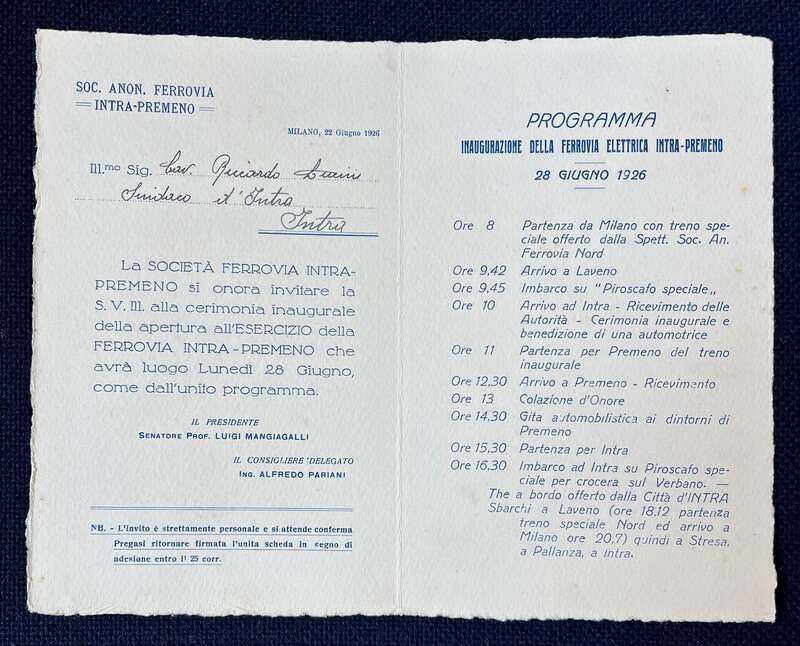 SOC. ANON. FERROVIA
INTRA-PREMENO
MILANO, 22 Giugno 1926
Ill.mo Sig. Cav. Riccardo
Sindaco d'Intra
Intra
La SOCIETÀ FERROVIA INTRA-
PREMENO si onora invitare la
S. V. Ill. alla cerimonia inaugurale
della apertura all'ESERCIZIO della
FERROVIA INTRA-PREMENO che
avrà luogo Lunedì 28 Giugno,
come dall'unito programma.
IL PRESIDENTE
SENATORE PROF. LUIGI MANGIAGALLI
IL CONSIGLIERE DELEGATO
ING. ALFREDO PARIANI
NB. - L'invito è strettamente personale e si attende conferma
Pregasi ritornare firmata l'unita scheda in segno di
adesione entro il 25 corr.
PROGRAMMA
INAUGURAZIONE DELLA FERROVIA ELETTRICA INTRA-PREMENO
28 GIUGNO 1926
Ore 8 Partenza da Milano con treno spe-
ciale offerto dalla Spett. Soc. An.
Ferrovia Nord
Ore 9,42 Arrivo a Laveno
Ore 9,45 Imbarco su "Piroscafo speciale„
Ore 10 Arrivo ad Intra - Ricevimento delle
Autorità - Cerimonia inaugurale e
benedizione di una automotrice
Ore 11 Partenza per Premeno del treno
inaugurale
Ore 12,30 Arrivo a Premeno - Ricevimento
Ore 13 Colazione d'Onore
Ore 14,30 Gita automobilistica ai dintorni di
Premeno
Ore 15,30 Partenza per Intra
Ore 16,30 Imbarco ad Intra su Piroscafo spe-
ciale per crocera sul Verbano. —
The a bordo offerto dalla Città d'INTRA
Sbarchi a Laveno (ore 18.12 partenza
treno speciale Nord ed arrivo a
Milano ore 20,7) quindi a Stresa,
a Pallanza, a Intra.